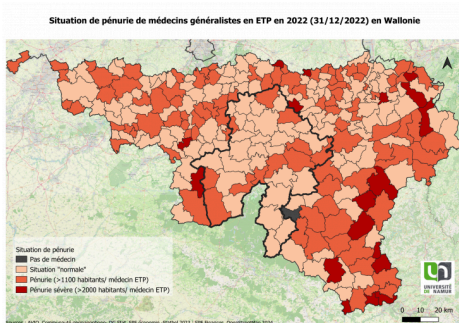 Situation de pénurie de médecins généralistes en ETP en 2022 (31/12/2022) en Wallonie
Situation de pénurie
Pas de médecin
Situation "normale"
Pénurie (>1100 habitants/ médecin ETP)
Pénurie sévère (>2000 habitants/ médecin ETP)
UNIVERSITÉ
DE NAMUR
0 10 20 km